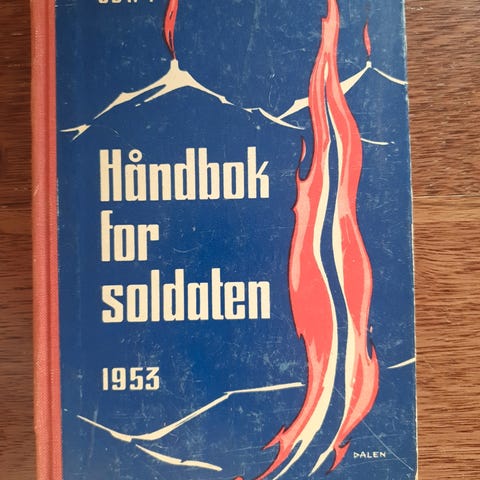 Håndbok
for
soldaten
1953
DALEN